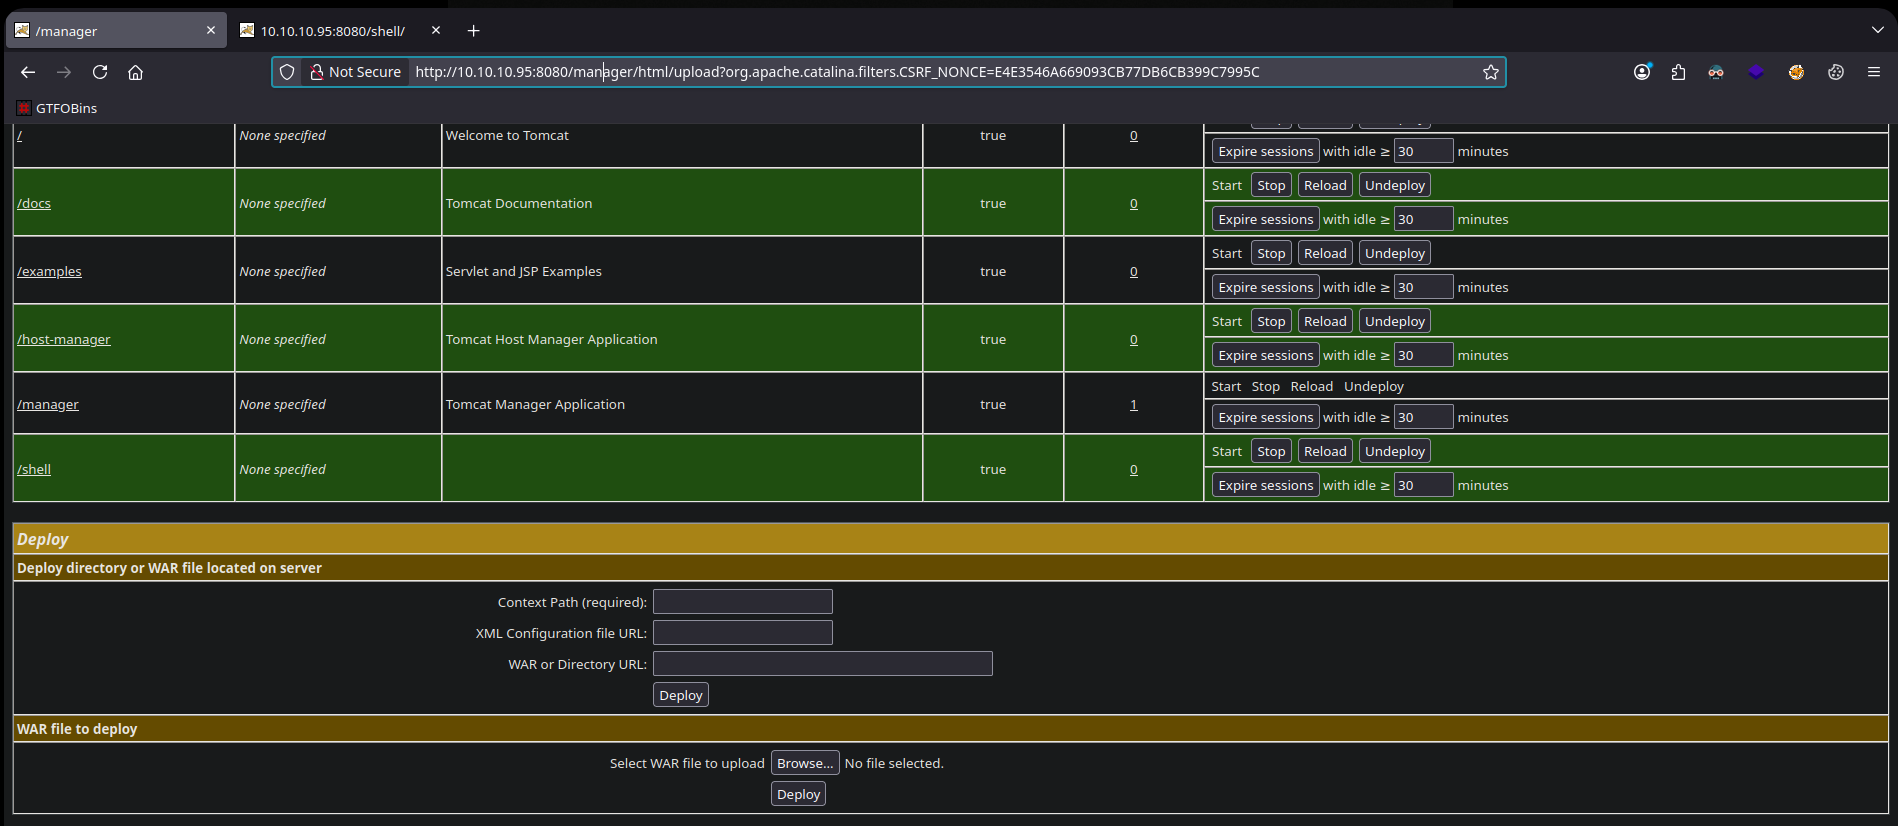 /manager
10.10.10.95:8080/shell/
Not Secure http://10.10.10.95:8080/manager/html/upload?org.apache.catalina.filters.CSRF_NONCE=E4E3546A669093CB77DB6CB399C7995C
GTFOBins
/ None specified Welcome to Tomcat true 0
Expire sessions with idle ≥ 30 minutes
/docs None specified Tomcat Documentation true 0 Start Stop Reload Undeploy
Expire sessions with idle ≥ 30 minutes
/examples None specified Servlet and JSP Examples true 0 Start Stop Reload Undeploy
Expire sessions with idle ≥ 30 minutes
/host-manager None specified Tomcat Host Manager Application true 0 Start Stop Reload Undeploy
Expire sessions with idle ≥ 30 minutes
/manager None specified Tomcat Manager Application true 1 Start Stop Reload Undeploy
Expire sessions with idle ≥ 30 minutes
/shell None specified true 0 Start Stop Reload Undeploy
Expire sessions with idle ≥ 30 minutes
Deploy
Deploy directory or WAR file located on server
Context Path (required):
XML Configuration file URL:
WAR or Directory URL:
Deploy
WAR file to deploy
Select WAR file to upload Browse... No file selected.
Deploy